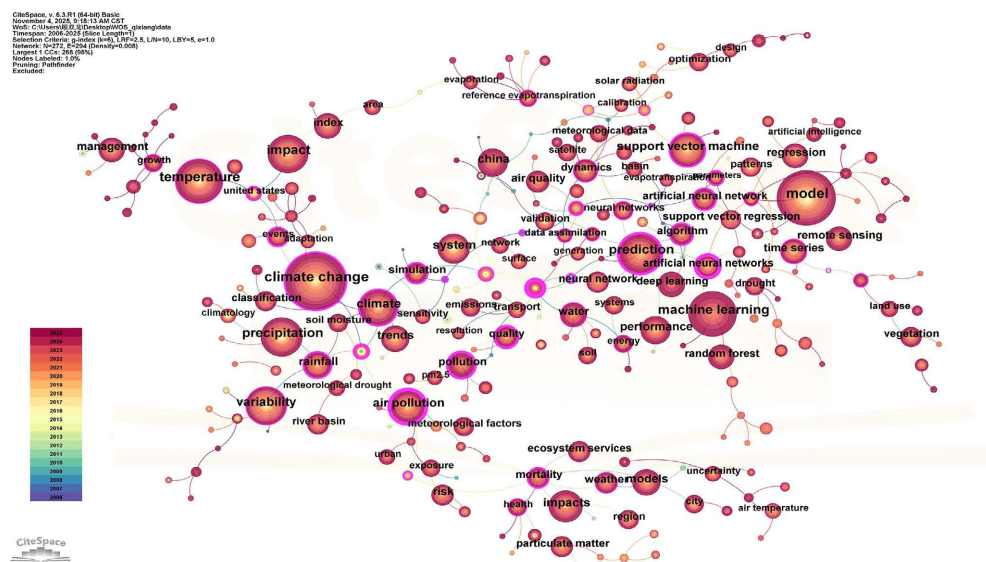 CiteSpace, v. 6.3.R1 (64-bit) Basic
November 4, 2025, 9:18:13 AM CST
Timespan: 2006-2025 (Slice Length=1)
Selection Criteria: g-index (k=6), LRF=2.5, L/N=10, LBY=5, e=1.0
Network: N=272, E=294 (Density=0.008)
Largest 1 CCs: 268 (98%)
Nodes Labeled: 1.0%
Pruning: Pathfinder
Excluded:
design
optimization
evaporation
solar radiation
reference evapotranspiration
calibration
area
index
meteorological data
artificial intelligence
management
impact
satellite
support vector machine
regression
growth
china
dynamics
basin
patterns
temperature
air quality
evapotranspiration
parameters
united states
artificial neural network
model
neural networks
validation
support vector regression
events
adaptation
data assimilation
algorithm
remote sensing
system
network
generation
prediction
time series
surface
artificial neural networks
climate change
simulation
neural network
deep learning
drought
classification
climate
emissions
transport
systems
machine learning
land use
climatology
soil moisture
sensitivity
water
precipitation
trends
resolution
quality
performance
vegetation
energy
rainfall
pollution
soil
random forest
pm2.5
meteorological drought
variability
air pollution
river basin
meteorological factors
urban
ecosystem services
exposure
mortality
weather
models
uncertainty
risk
health
impacts
city
air temperature
region
particulate matter
2025
2024
2023
2022
2021
2020
2019
2018
2017
2016
2015
2014
2013
2012
2011
2010
2009
2008
2007
2006
CiteSpace